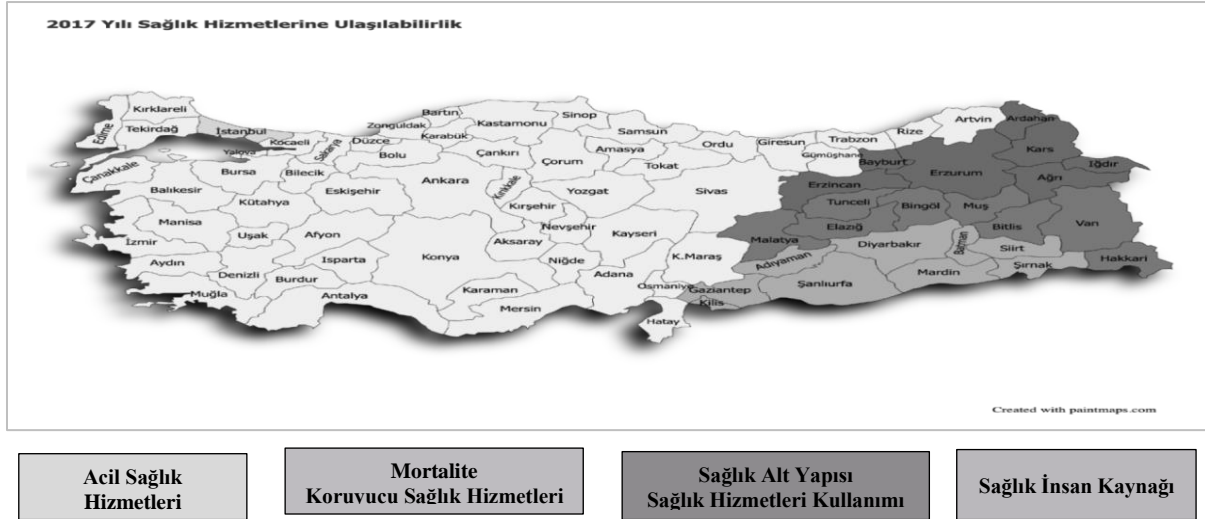 2017 Yılı Sağlık Hizmetlerine Ulaşılabilirlik
Kırklareli
Edirne
Tekirdağ
İstanbul
Kocaeli
Yalova
Sakarya
Düzce
Zonguldak
Bartın
Karabük
Kastamonu
Sinop
Samsun
Ordu
Giresun
Trabzon
Rize
Artvin
Ardahan
Çanakkale
Balıkesir
Bursa
Bilecik
Bolu
Çankırı
Çorum
Amasya
Tokat
Gümüşhane
Bayburt
Erzurum
Kars
Iğdır
Ağrı
Kütahya
Eskişehir
Ankara
Kırıkkale
Yozgat
Sivas
Erzincan
Tunceli
Bingöl
Muş
Bitlis
Van
Manisa
Uşak
Afyon
Kırşehir
Nevşehir
Kayseri
Malatya
Elazığ
Diyarbakır
Batman
Siirt
Şırnak
Hakkari
İzmir
Aydın
Denizli
Isparta
Burdur
Konya
Aksaray
Niğde
Adana
K.Maraş
Adıyaman
Şanlıurfa
Mardin
Muğla
Antalya
Karaman
Mersin
Osmaniye
Gaziantep
Kilis
Hatay
Created with paintmaps.com
Acil Sağlık
Hizmetleri
Mortalite
Koruvucu Sağlık Hizmetleri
Sağlık Alt Yapısı
Sağlık Hizmetleri Kullanımı
Sağlık İnsan Kaynağı